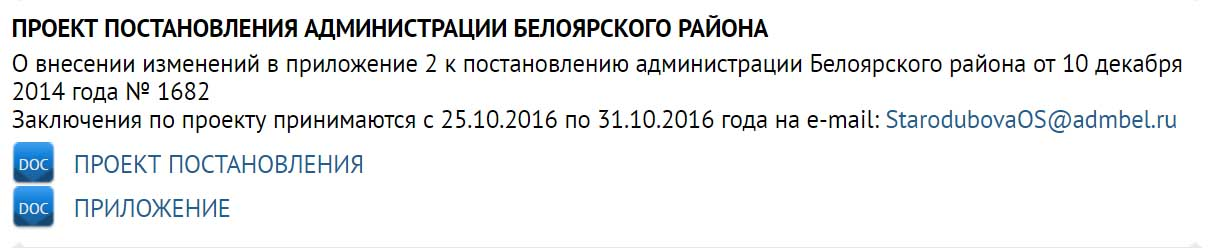 ПРОЕКТ ПОСТАНОВЛЕНИЯ АДМИНИСТРАЦИИ БЕЛОЯРСКОГО РАЙОНА
О внесении изменений в приложение 2 к постановлению администрации Белоярского района от 10 декабря
2014 года № 1682
Заключения по проекту принимаются с 25.10.2016 по 31.10.2016 года на e-mail: StarodubovaOS@admbel.ru
DOC ПРОЕКТ ПОСТАНОВЛЕНИЯ
DOC ПРИЛОЖЕНИЕ